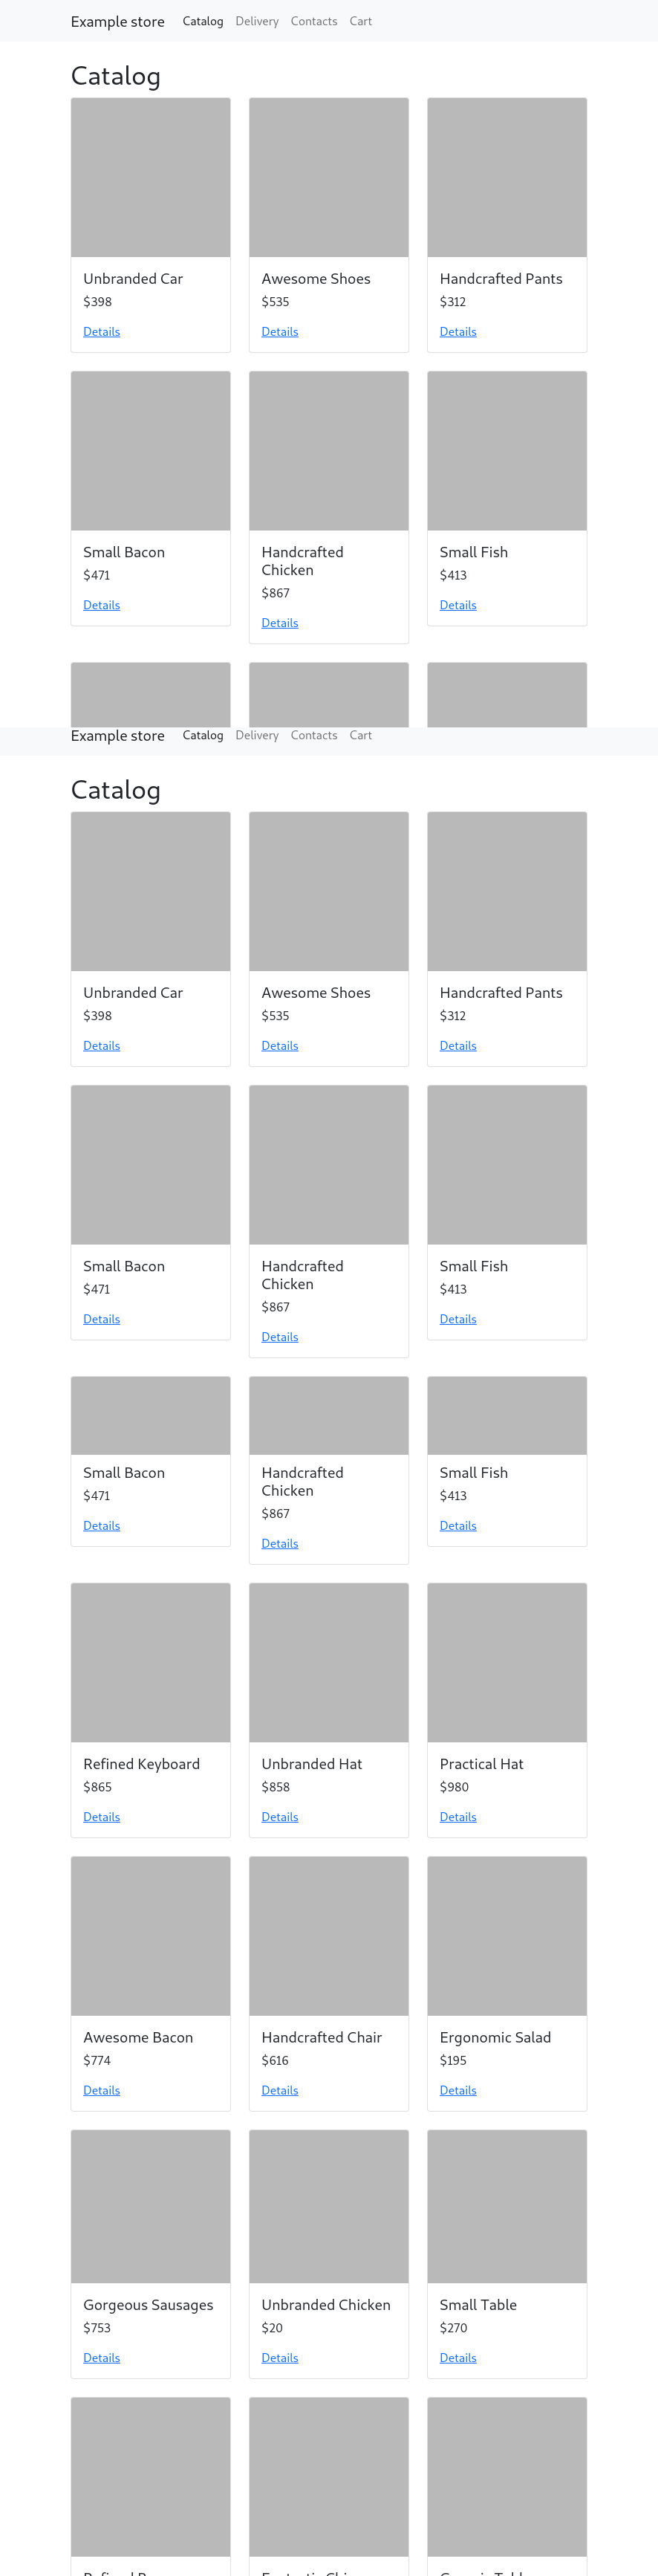 Example store Catalog Delivery Contacts Cart
Catalog
Unbranded Car
$398
Details
Awesome Shoes
$535
Details
Handcrafted Pants
$312
Details
Small Bacon
$471
Details
Handcrafted
Chicken
$867
Details
Small Fish
$413
Details
Example store Catalog Delivery Contacts Cart
Catalog
Unbranded Car
$398
Details
Awesome Shoes
$535
Details
Handcrafted Pants
$312
Details
Small Bacon
$471
Details
Handcrafted
Chicken
$867
Details
Small Fish
$413
Details
Small Bacon
$471
Details
Handcrafted
Chicken
$867
Details
Small Fish
$413
Details
Refined Keyboard
$865
Details
Unbranded Hat
$858
Details
Practical Hat
$980
Details
Awesome Bacon
$774
Details
Handcrafted Chair
$616
Details
Ergonomic Salad
$195
Details
Gorgeous Sausages
$753
Details
Unbranded Chicken
$20
Details
Small Table
$270
Details